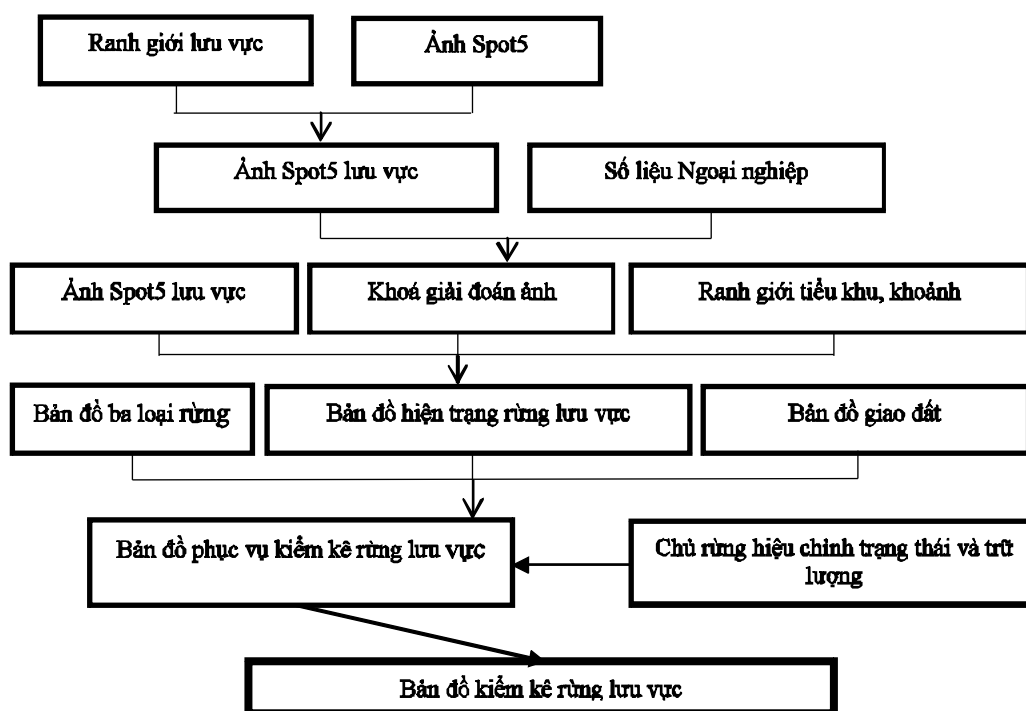 Ranh giới lưu vực
Ảnh Spot5
Ảnh Spot5 lưu vực
Số liệu Ngoại nghiệp
Ảnh Spot5 lưu vực
Khoá giải đoán ảnh
Ranh giới tiểu khu, khoảnh
Bản đồ ba loại rừng
Bản đồ hiện trạng rừng lưu vực
Bản đồ giao đất
Bản đồ phục vụ kiểm kê rừng lưu vực
Chủ rừng hiệu chỉnh trạng thái và trữ
lượng
Bản đồ kiểm kê rừng lưu vực